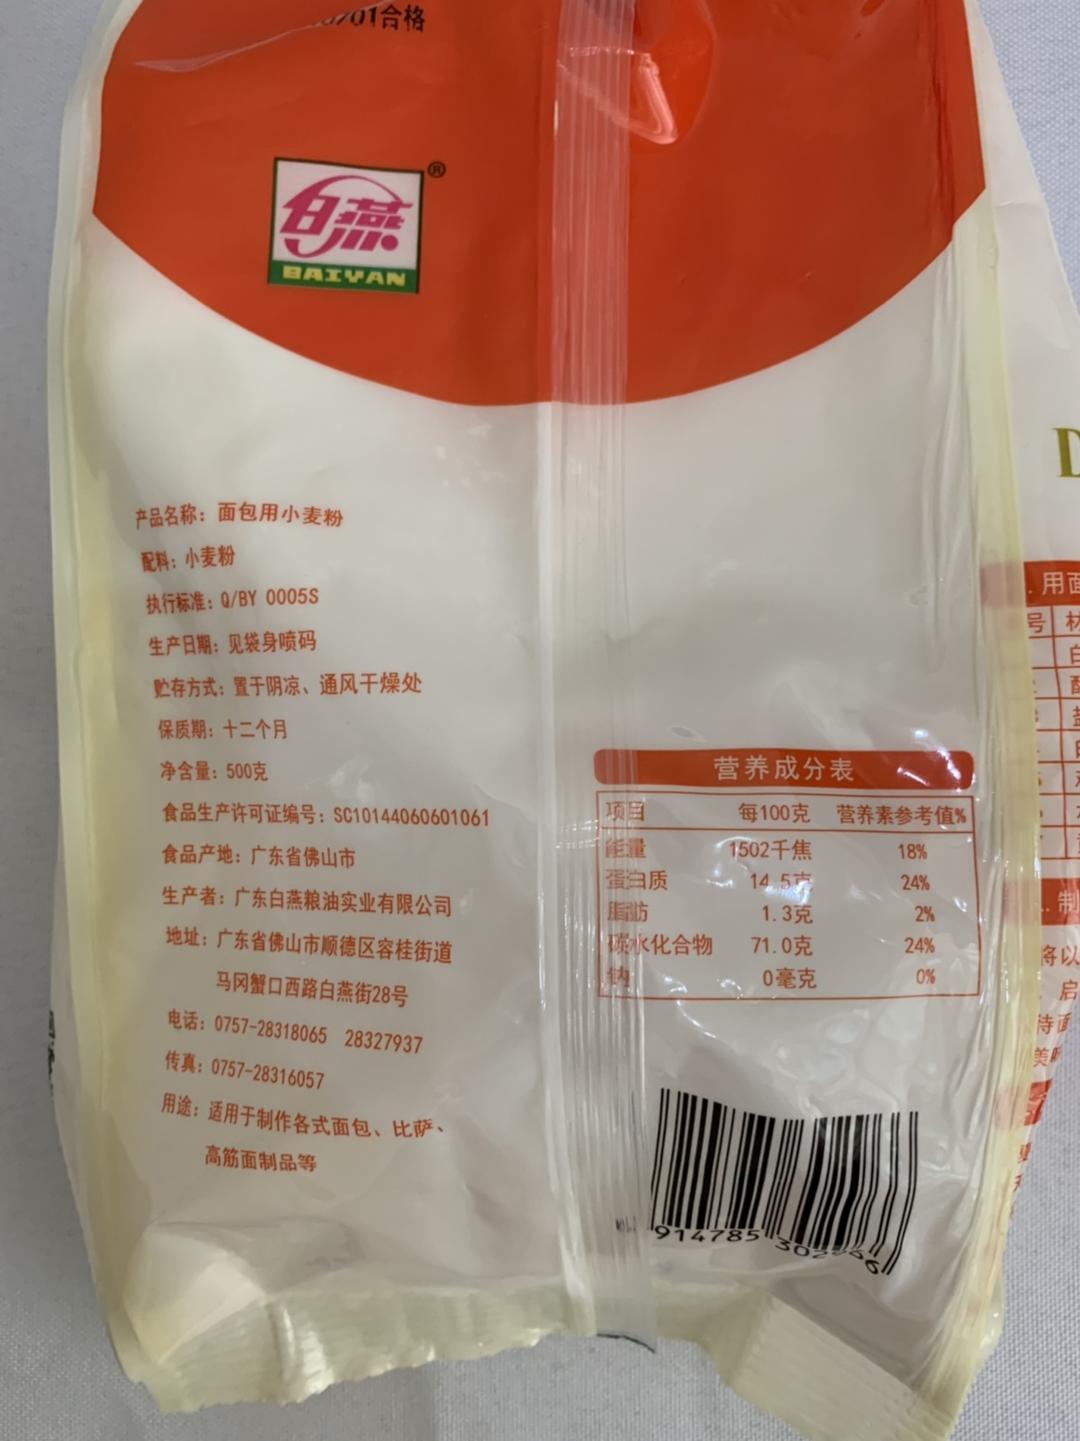 合格
白燕
®
BAIYAN
产品名称：面包用小麦粉
配料：小麦粉
执行标准：Q/BY 0005S
生产日期：见袋身喷码
贮存方式：置于阴凉、通风干燥处
保质期：十二个月
净含量：500克
食品生产许可证编号：SC10144060601061
食品产地：广东省佛山市
生产者：广东白燕粮油实业有限公司
地址：广东省佛山市顺德区容桂街道
马冈蟹口西路白燕街28号
电话：0757-28318065 28327937
传真：0757-28316057
用途：适用于制作各式面包、比萨、
高筋面制品等
营养成分表
项目 每100克 营养素参考值%
能量 1502千焦 18%
蛋白质 14.5克 24%
脂肪 1.3克 2%
碳水化合物 71.0克 24%
钠 0毫克 0%
914785
用面
号
将以